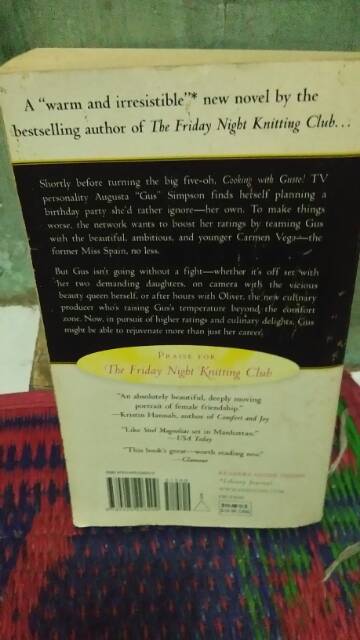 A "warm and irresistible"* new novel by the
bestselling author of The Friday Night Knitting Club...
Shortly before turning the big five-oh, Cooking with Gusto! TV
personality Augusta "Gus" Simpson finds herself planning a
birthday party she'd rather ignore—her own. To make things
worse, the network wants to boost her ratings by teaming Gus
with the beautiful, ambitious, and younger Carmen Vega—the
former Miss Spain, no less.
But Gus isn't going without a fight—whether it's off set with
her two demanding daughters, on camera with the vicious
beauty queen herself, or after hours with Oliver, the new culinary
producer who's raising Gus's temperature beyond the comfort
zone. Now, in pursuit of higher ratings and culinary delights, Gus
might be able to rejuvenate more than just her career.
PRAISE FOR
The Friday Night Knitting Club
"An absolutely beautiful, deeply moving
portrait of female friendship."
—Kristin Hannah, author of Comfort and Joy
"Like Steel Magnolias set in Manhattan."
—USA Today
"This book's great—worth reading now."
—Glamour
READERS GUIDE INSIDE
*Library Journal